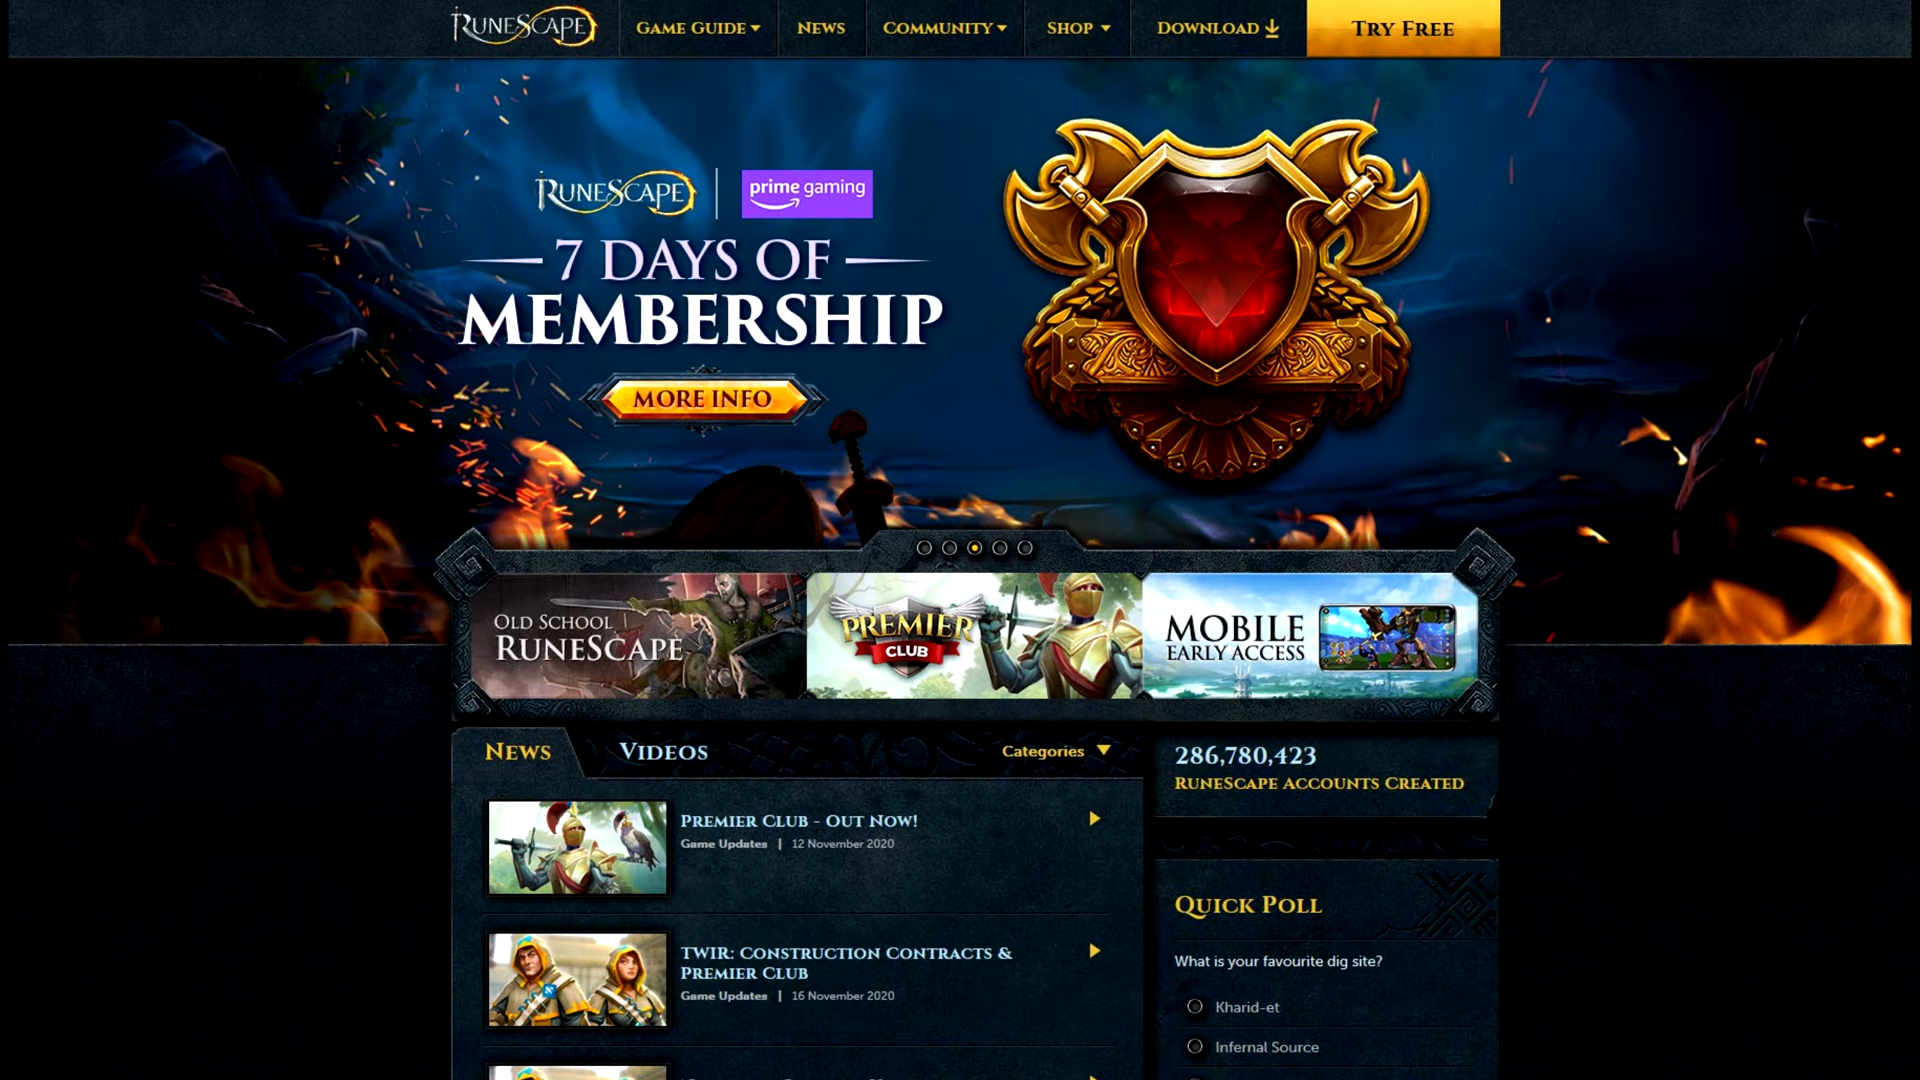 RUNESCAPE
GAME GUIDE
NEWS
COMMUNITY
SHOP
DOWNLOAD
TRY FREE
RUNESCAPE
prime gaming
7 DAYS OF
MEMBERSHIP
MORE INFO
OLD SCHOOL
RUNESCAPE
PREMIER
CLUB
MOBILE
EARLY ACCESS
NEWS
VIDEOS
Categories
286,780,423
RUNESCAPE ACCOUNTS CREATED
PREMIER CLUB - OUT NOW!
Game Updates | 12 November 2020
TWIR: CONSTRUCTION CONTRACTS &
PREMIER CLUB
Game Updates | 16 November 2020
QUICK POLL
What is your favourite dig site?
Kharid-et
Infernal Source